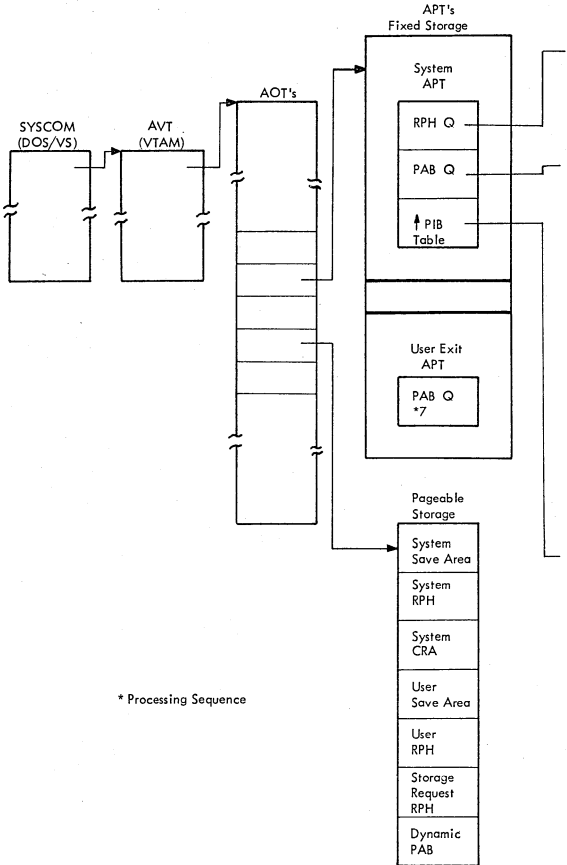 APT's
Fixed Storage
System
APT
AOT's
RPH Q
SYSCOM
(DOS/VS)
AVT
(VTAM)
PAB Q
↑ PIB
Table
User Exit
APT
PAB Q
*7
Pageable
Storage
System
Save Area
System
RPH
System
CRA
User
Save Area
* Processing Sequence
User
RPH
Storage
Request
RPH
Dynamic
PAB